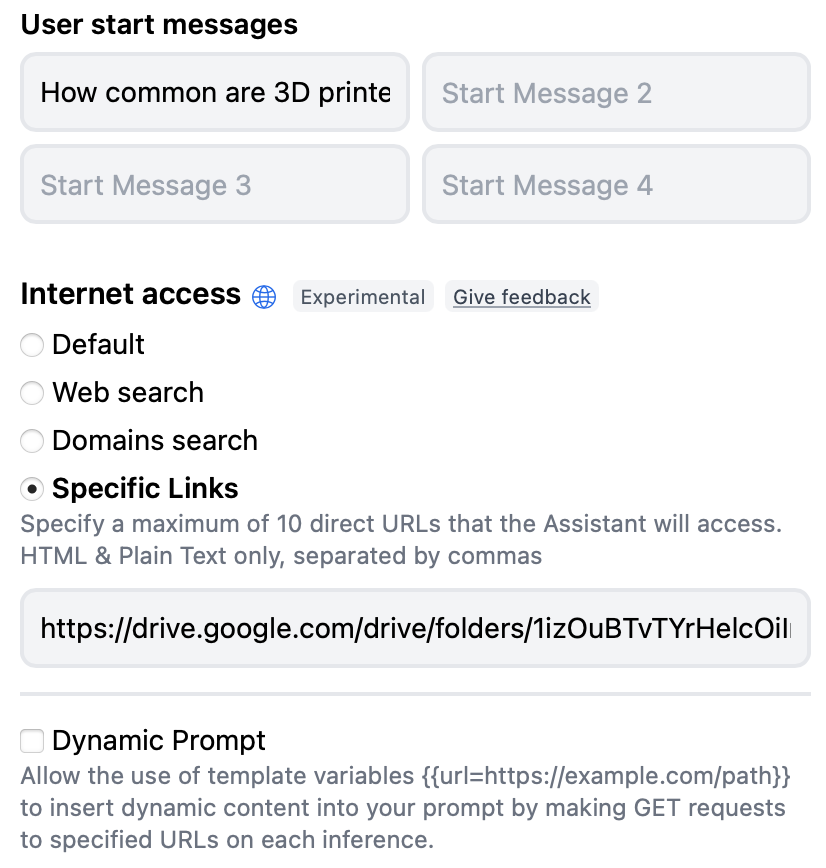 User start messages
How common are 3D printe
Start Message 2
Start Message 3
Start Message 4
Internet access
Experimental
Give feedback
Default
Web search
Domains search
Specific Links
Specify a maximum of 10 direct URLs that the Assistant will access.
HTML & Plain Text only, separated by commas
https://drive.google.com/drive/folders/1izOuBTvTYrHelcOiI
Dynamic Prompt
Allow the use of template variables {{url=https://example.com/path}}
to insert dynamic content into your prompt by making GET requests
to specified URLs on each inference.